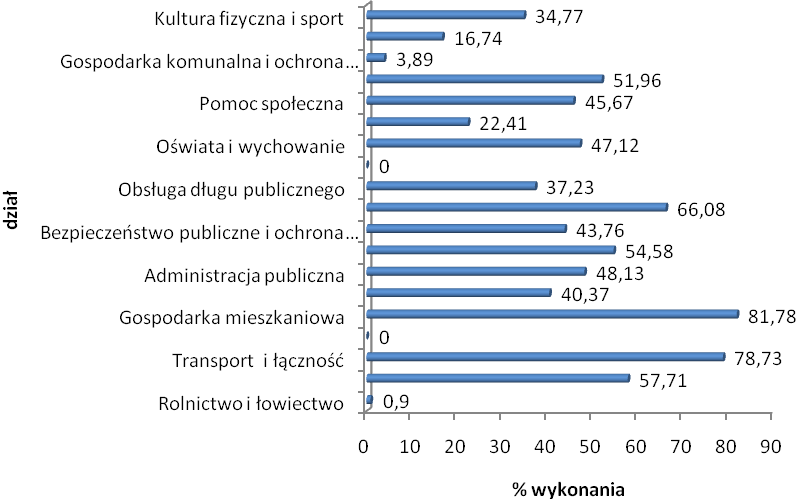 Kultura fizyczna i sport 34,77
16,74
Gospodarka komunalna i ochrona... 3,89
51,96
Pomoc społeczna 45,67
22,41
Oświata i wychowanie 47,12
0
Obsługa długu publicznego 37,23
66,08
Bezpieczeństwo publiczne i ochrona... 43,76
54,58
Administracja publiczna 48,13
40,37
Gospodarka mieszkaniowa 81,78
0
Transport i łączność 78,73
57,71
Rolnictwo i łowiectwo 0,9
0 10 20 30 40 50 60 70 80 90
% wykonania
dział